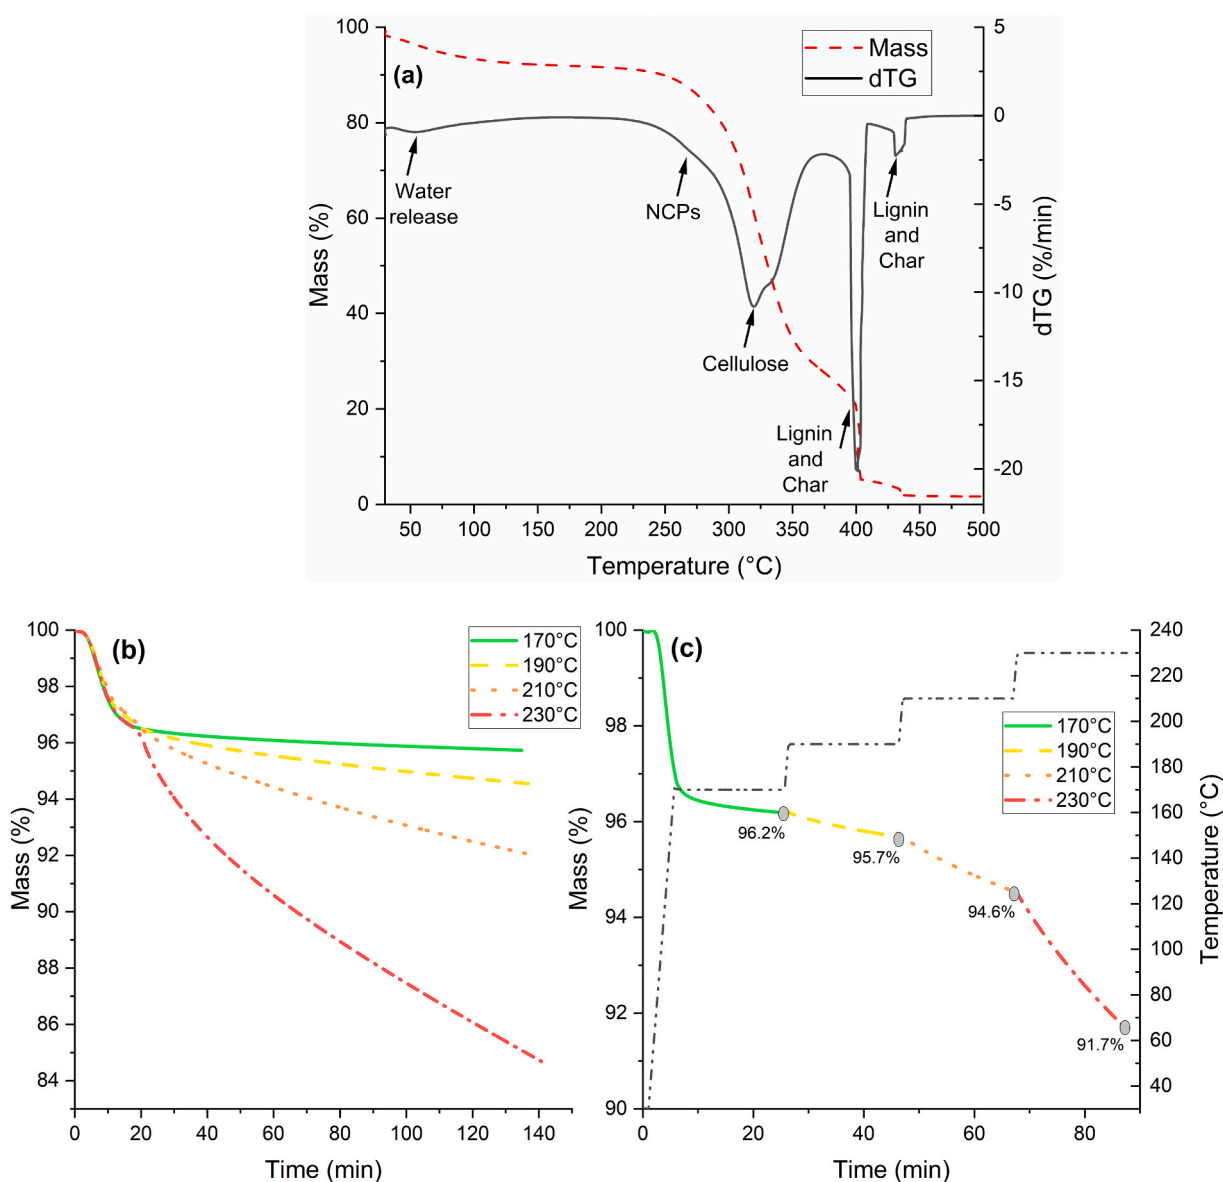 (a)
Mass
dTG
100
80
60
40
20
0
Mass (%)
5
0
-5
-10
-15
-20
dTG (%/min)
Water
release
NCPs
Cellulose
Lignin
and
Char
Lignin
and
Char
50 100 150 200 250 300 350 400 450 500
Temperature (°C)
(b)
170°C
190°C
210°C
230°C
100
98
96
94
92
90
88
86
84
Mass (%)
0 20 40 60 80 100 120 140
Time (min)
(c)
170°C
190°C
210°C
230°C
100
98
96
94
92
90
Mass (%)
96.2%
95.7%
94.6%
91.7%
240
220
200
180
160
140
120
100
80
60
40
Temperature (°C)
0 20 40 60 80
Time (min)